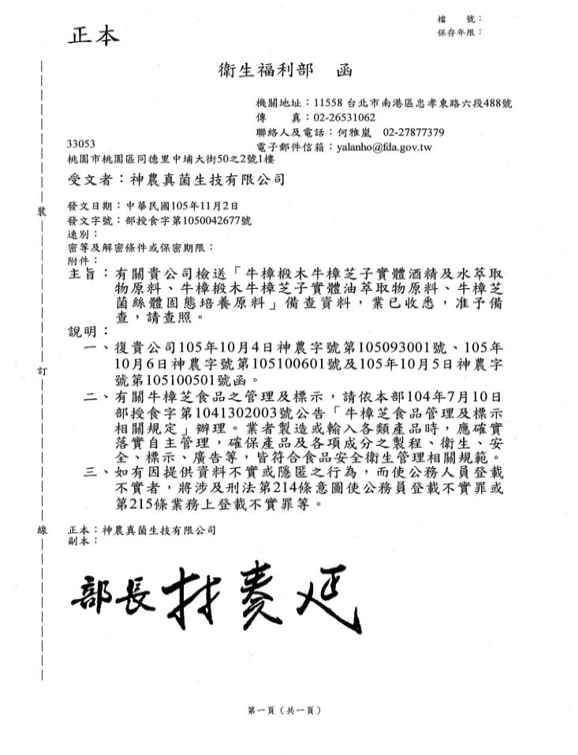 檔　　號：
保存年限：
正本
衛生福利部　函
機關地址：11558 台北市南港區忠孝東路六段488號
傳　　真：02-26531062
聯絡人及電話：何雅嵐　02-27877379
電子郵件信箱：yalanho@fda.gov.tw
33053
桃園市桃園區同德里中埔大街50之2號1樓
受文者：神農真菌生技有限公司
發文日期：中華民國105年11月2日
發文字號：部授食字第1050042677號
速別：
密等及解密條件或保密期限：
附件：
主旨：有關貴公司檢送「牛樟椴木牛樟芝子實體酒精及水萃取
物原料、牛樟椴木牛樟芝子實體油萃取物原料、牛樟芝
菌絲體固態培養原料」備查資料，業已收悉，准予備
查，請查照。
說明：
一、復貴公司105年10月4日神農字號第105093001號、105年
10月6日神農字號第105100601號及105年10月5日神農字
號第105100501號函。
二、有關牛樟芝食品之管理及標示，請依本部104年7月10日
部授食字第1041302003號公告「牛樟芝食品管理及標示
相關規定」辦理。業者製造或輸入各類產品時，應確實
落實自主管理，確保產品及各項成分之製程、衛生、安
全、標示、廣告等，皆符合食品安全衛生管理相關規範。
三、如有因提供資料不實或隱匿之行為，而使公務人員登載
不實者，將涉及刑法第214條意圖使公務員登載不實罪或
第215條業務上登載不實罪等。
正本：神農真菌生技有限公司
副本：
部長 林奏延
裝
訂
線
第一頁（共一頁）